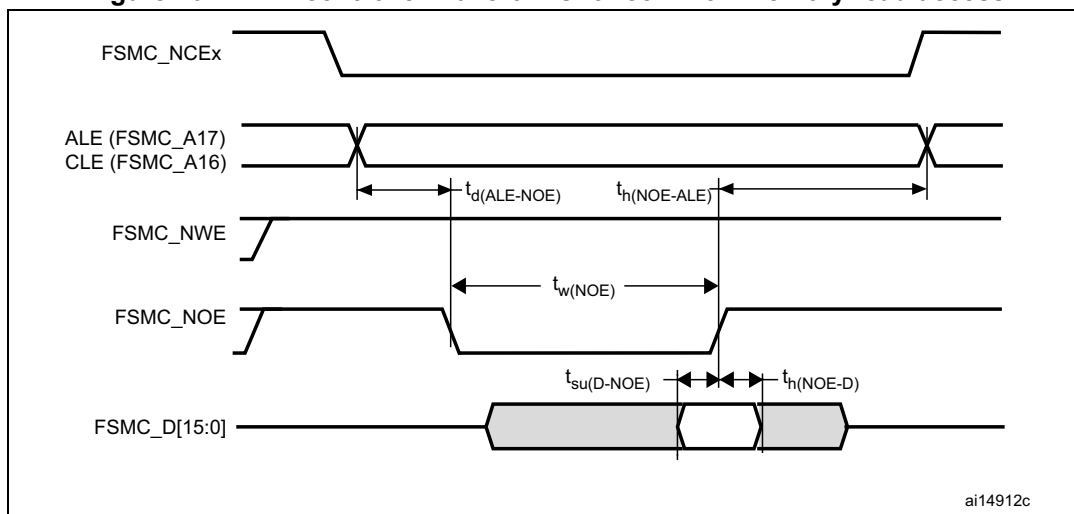 FSMC_NCEx
ALE (FSMC_A17)
CLE (FSMC_A16)
td(ALE-NOE)
th(NOE-ALE)
FSMC_NWE
tw(NOE)
FSMC_NOE
tsu(D-NOE)
th(NOE-D)
FSMC_D[15:0]
ai14912c